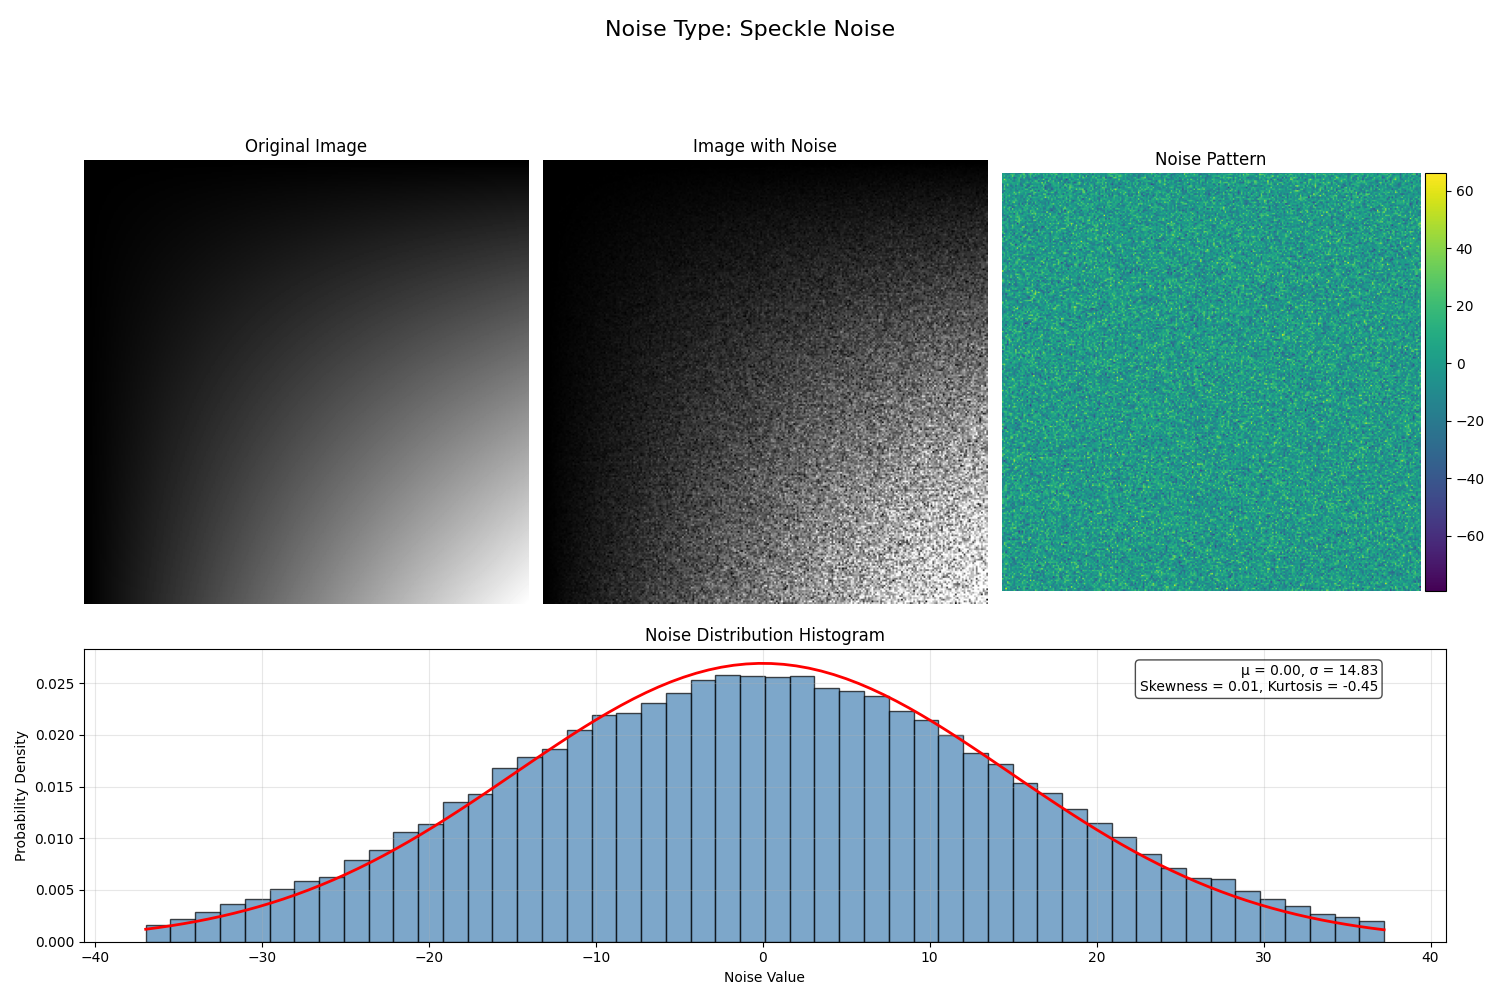 Noise Type: Speckle Noise
Original Image
Image with Noise
Noise Pattern
60
40
20
0
−20
−40
−60
Noise Distribution Histogram
μ = 0.00, σ = 14.83
Skewness = 0.01, Kurtosis = -0.45
Probability Density
0.025
0.020
0.015
0.010
0.005
0.000
−40 −30 −20 −10 0 10 20 30 40
Noise Value